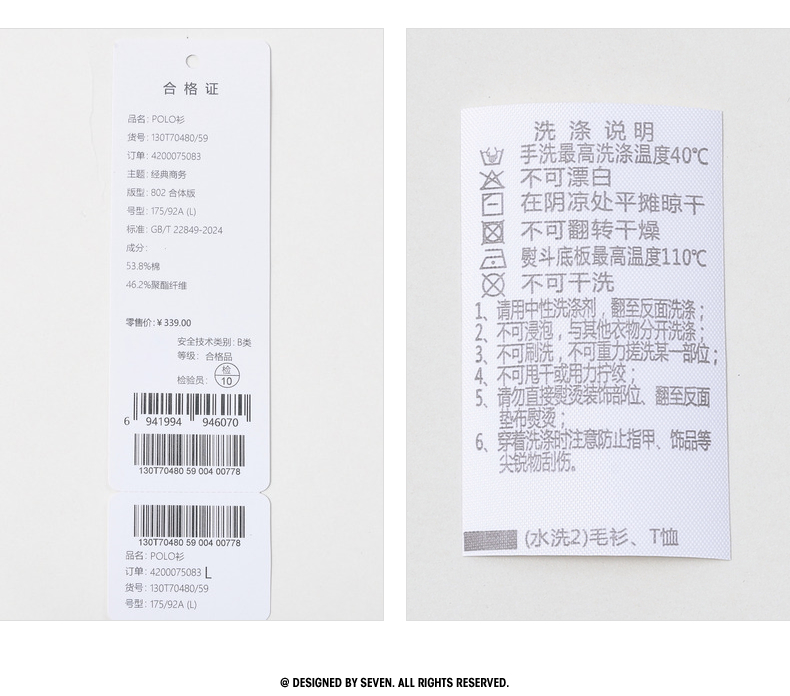 合格证
品名: POLO衫
货号: 130T70480/59
订单: 4200075083
主题: 经典商务
版型: 802 合体版
号型: 175/92A (L)
标准: GB/T 22849-2024
成分:
53.8%棉
46.2%聚酯纤维
零售价: ¥ 339.00
安全技术类别: B类
等级: 合格品
检验员: 检 10
6 941994 946070
130T70480 59 004 00778
130T70480 59 004 00778
品名: POLO衫
订单: 4200075083 L
货号: 130T70480/59
号型: 175/92A (L)
洗涤说明
手洗最高洗涤温度40℃
不可漂白
在阴凉处平摊晾干
不可翻转干燥
熨斗底板最高温度110℃
不可干洗
1、请用中性洗涤剂，翻至反面洗涤；
2、不可浸泡，与其他衣物分开洗涤；
3、不可刷洗，不可重力搓洗某一部位；
4、不可甩干或用力拧绞；
5、请勿直接熨烫装饰部位、翻至反面
垫布熨烫；
6、穿着洗涤时注意防止指甲、饰品等
尖锐物刮伤。
(水洗2)毛衫、T恤
@ DESIGNED BY SEVEN. ALL RIGHTS RESERVED.